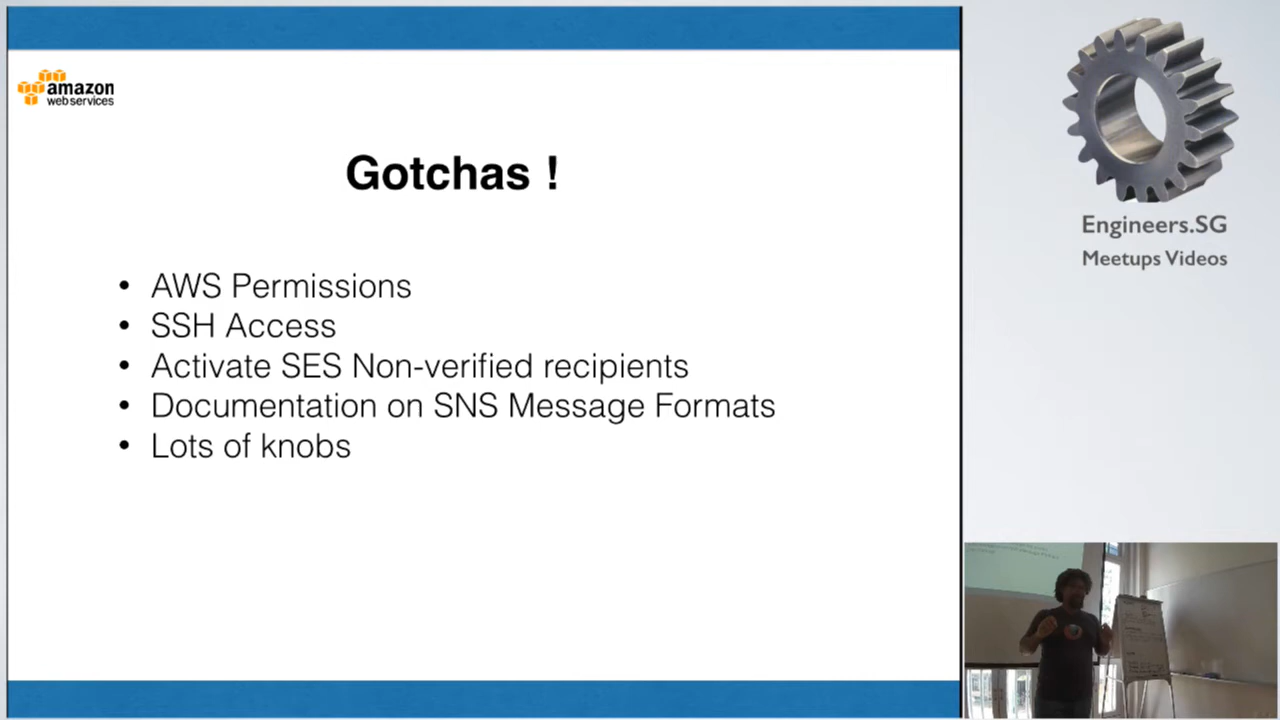 amazon
webservices
Gotchas !
• AWS Permissions
• SSH Access
• Activate SES Non-verified recipients
• Documentation on SNS Message Formats
• Lots of knobs
Engineers.SG
Meetups Videos